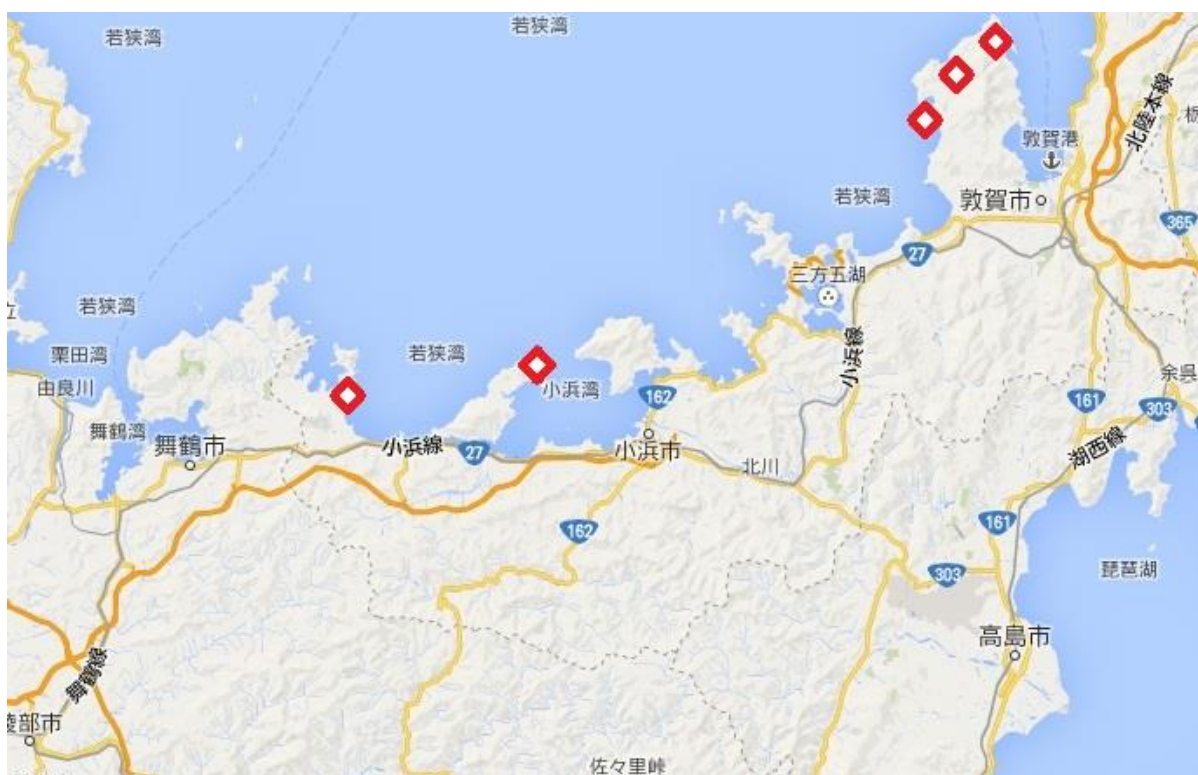 若狭湾
若狭湾
北陸本線
栃
敦賀港
若狭湾
敦賀市
365
27
三方五湖
若狭湾
立
栗田湾
若狭湾
小浜線
由良川
小浜湾
162
余呉
161
303
舞鶴湾
舞鶴市
小浜線
27
小浜市
北川
湖西線
162
161
303
琵琶湖
高島市
舞鶴線
綾部市
佐々里峠